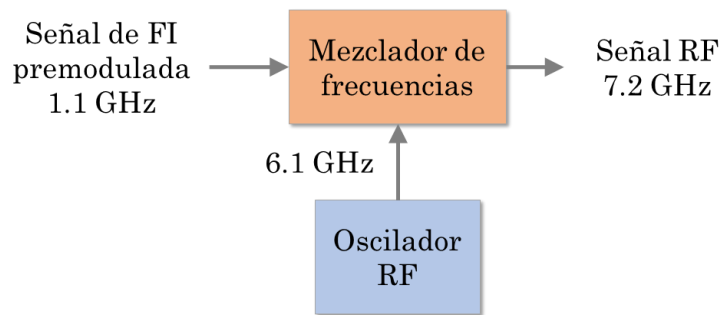 Señal de FI
premodulada
1.1 GHz
Mezclador de
frecuencias
Señal RF
7.2 GHz
6.1 GHz
Oscilador
RF